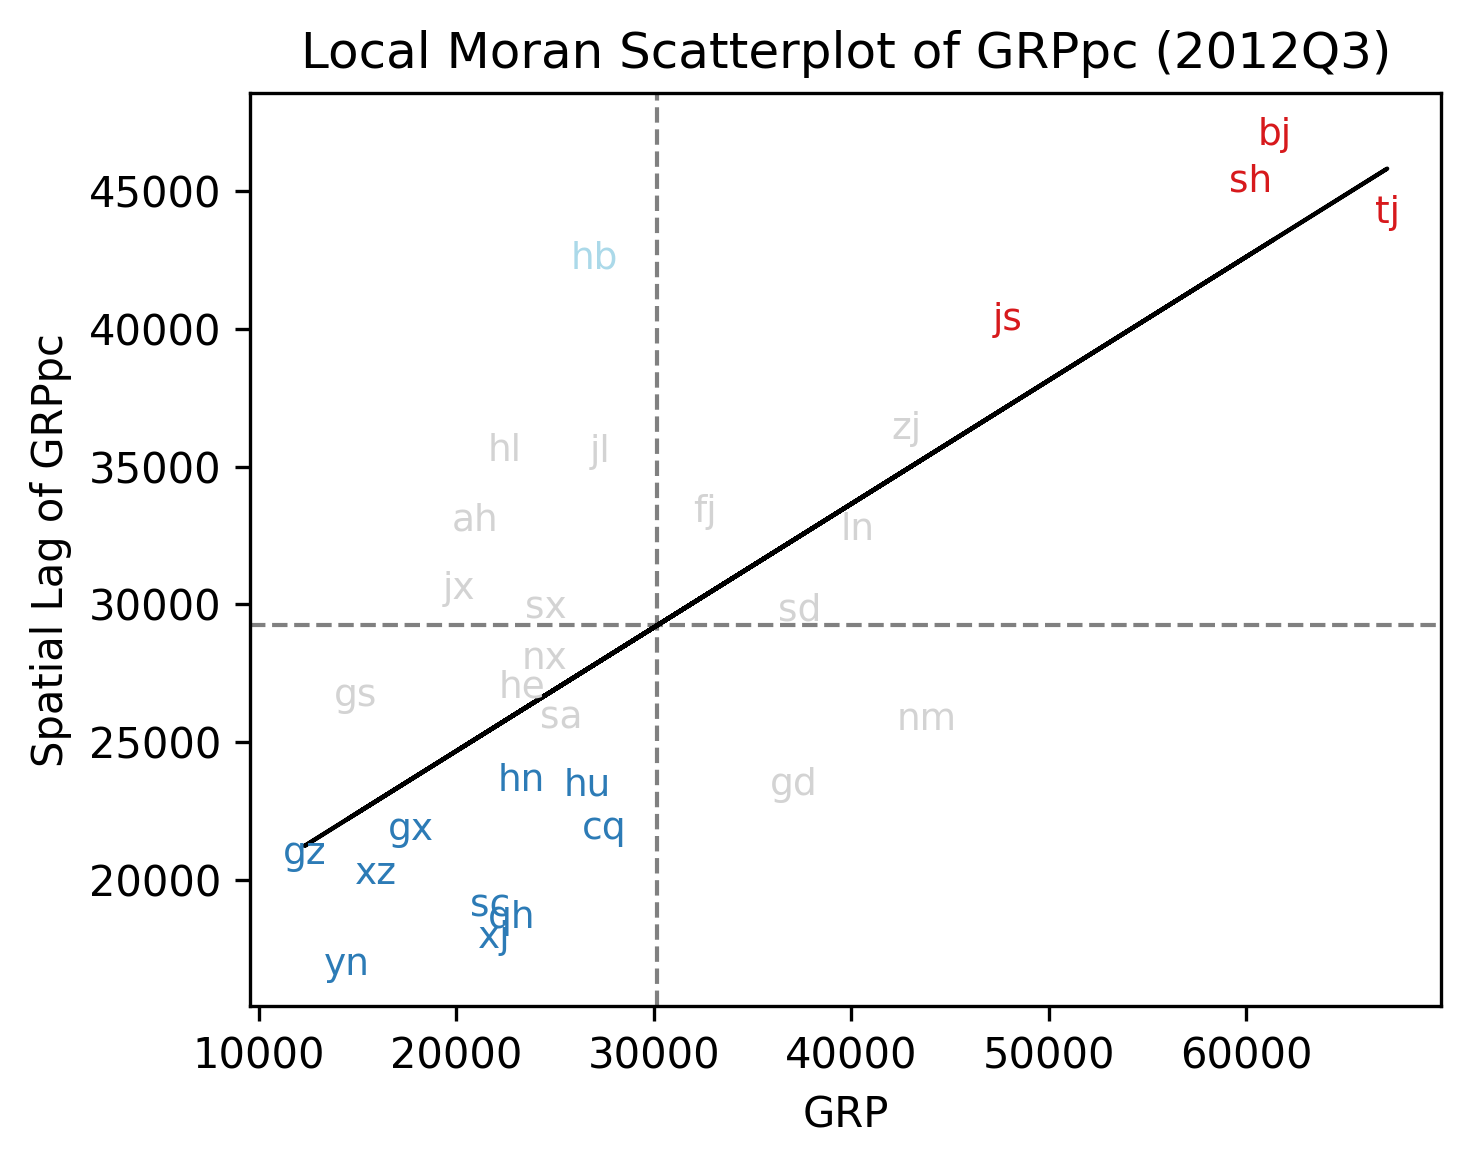 Local Moran Scatterplot of GRPpc (2012Q3)
Spatial Lag of GRPpc
45000
40000
35000
30000
25000
20000
bj
sh
tj
hb
js
zj
hl
jl
fj
ah
ln
jx
sx
sd
nx
he
gs
sa
nm
hn
hu
gd
gx
cq
gz
xz
sc
qh
xj
yn
10000 20000 30000 40000 50000 60000
GRP